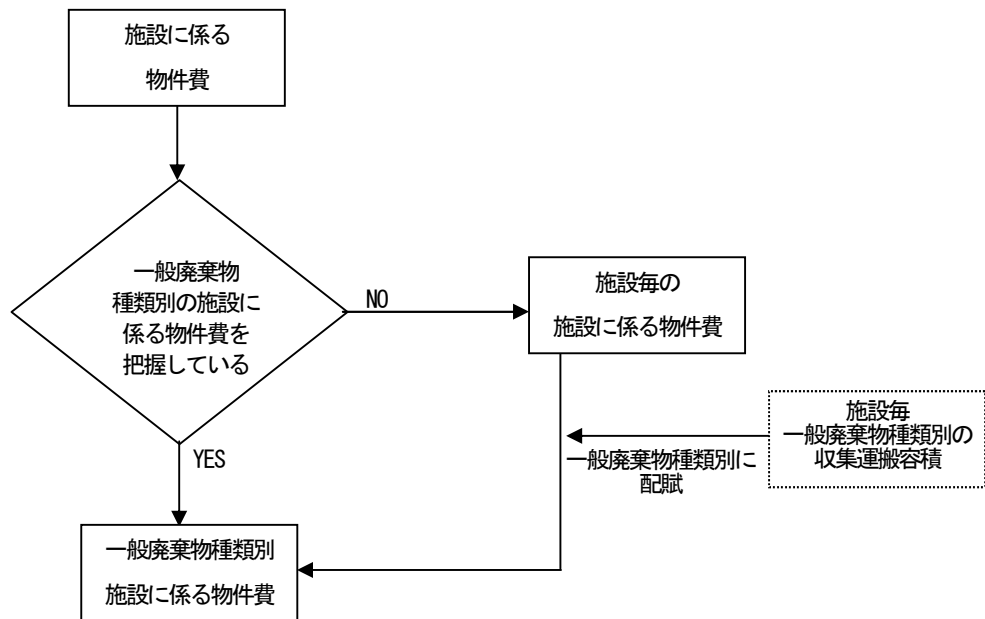 施設に係る
物件費
一般廃棄物
種類別の施設に
係る物件費を
把握している
NO
施設毎の
施設に係る物件費
施設毎
一般廃棄物種類別の
収集運搬容積
一般廃棄物種類別に
配賦
YES
一般廃棄物種類別
施設に係る物件費